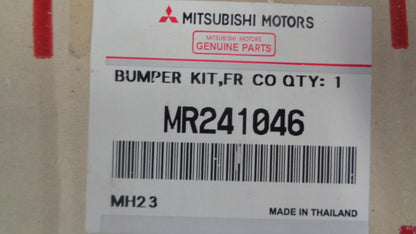 MITSUBISHI MOTORS
MITSUBISHI MOTORS
GENUINE PARTS
BUMPER KIT,FR CO QTY: 1
MR241046
MH23
MADE IN THAILAND